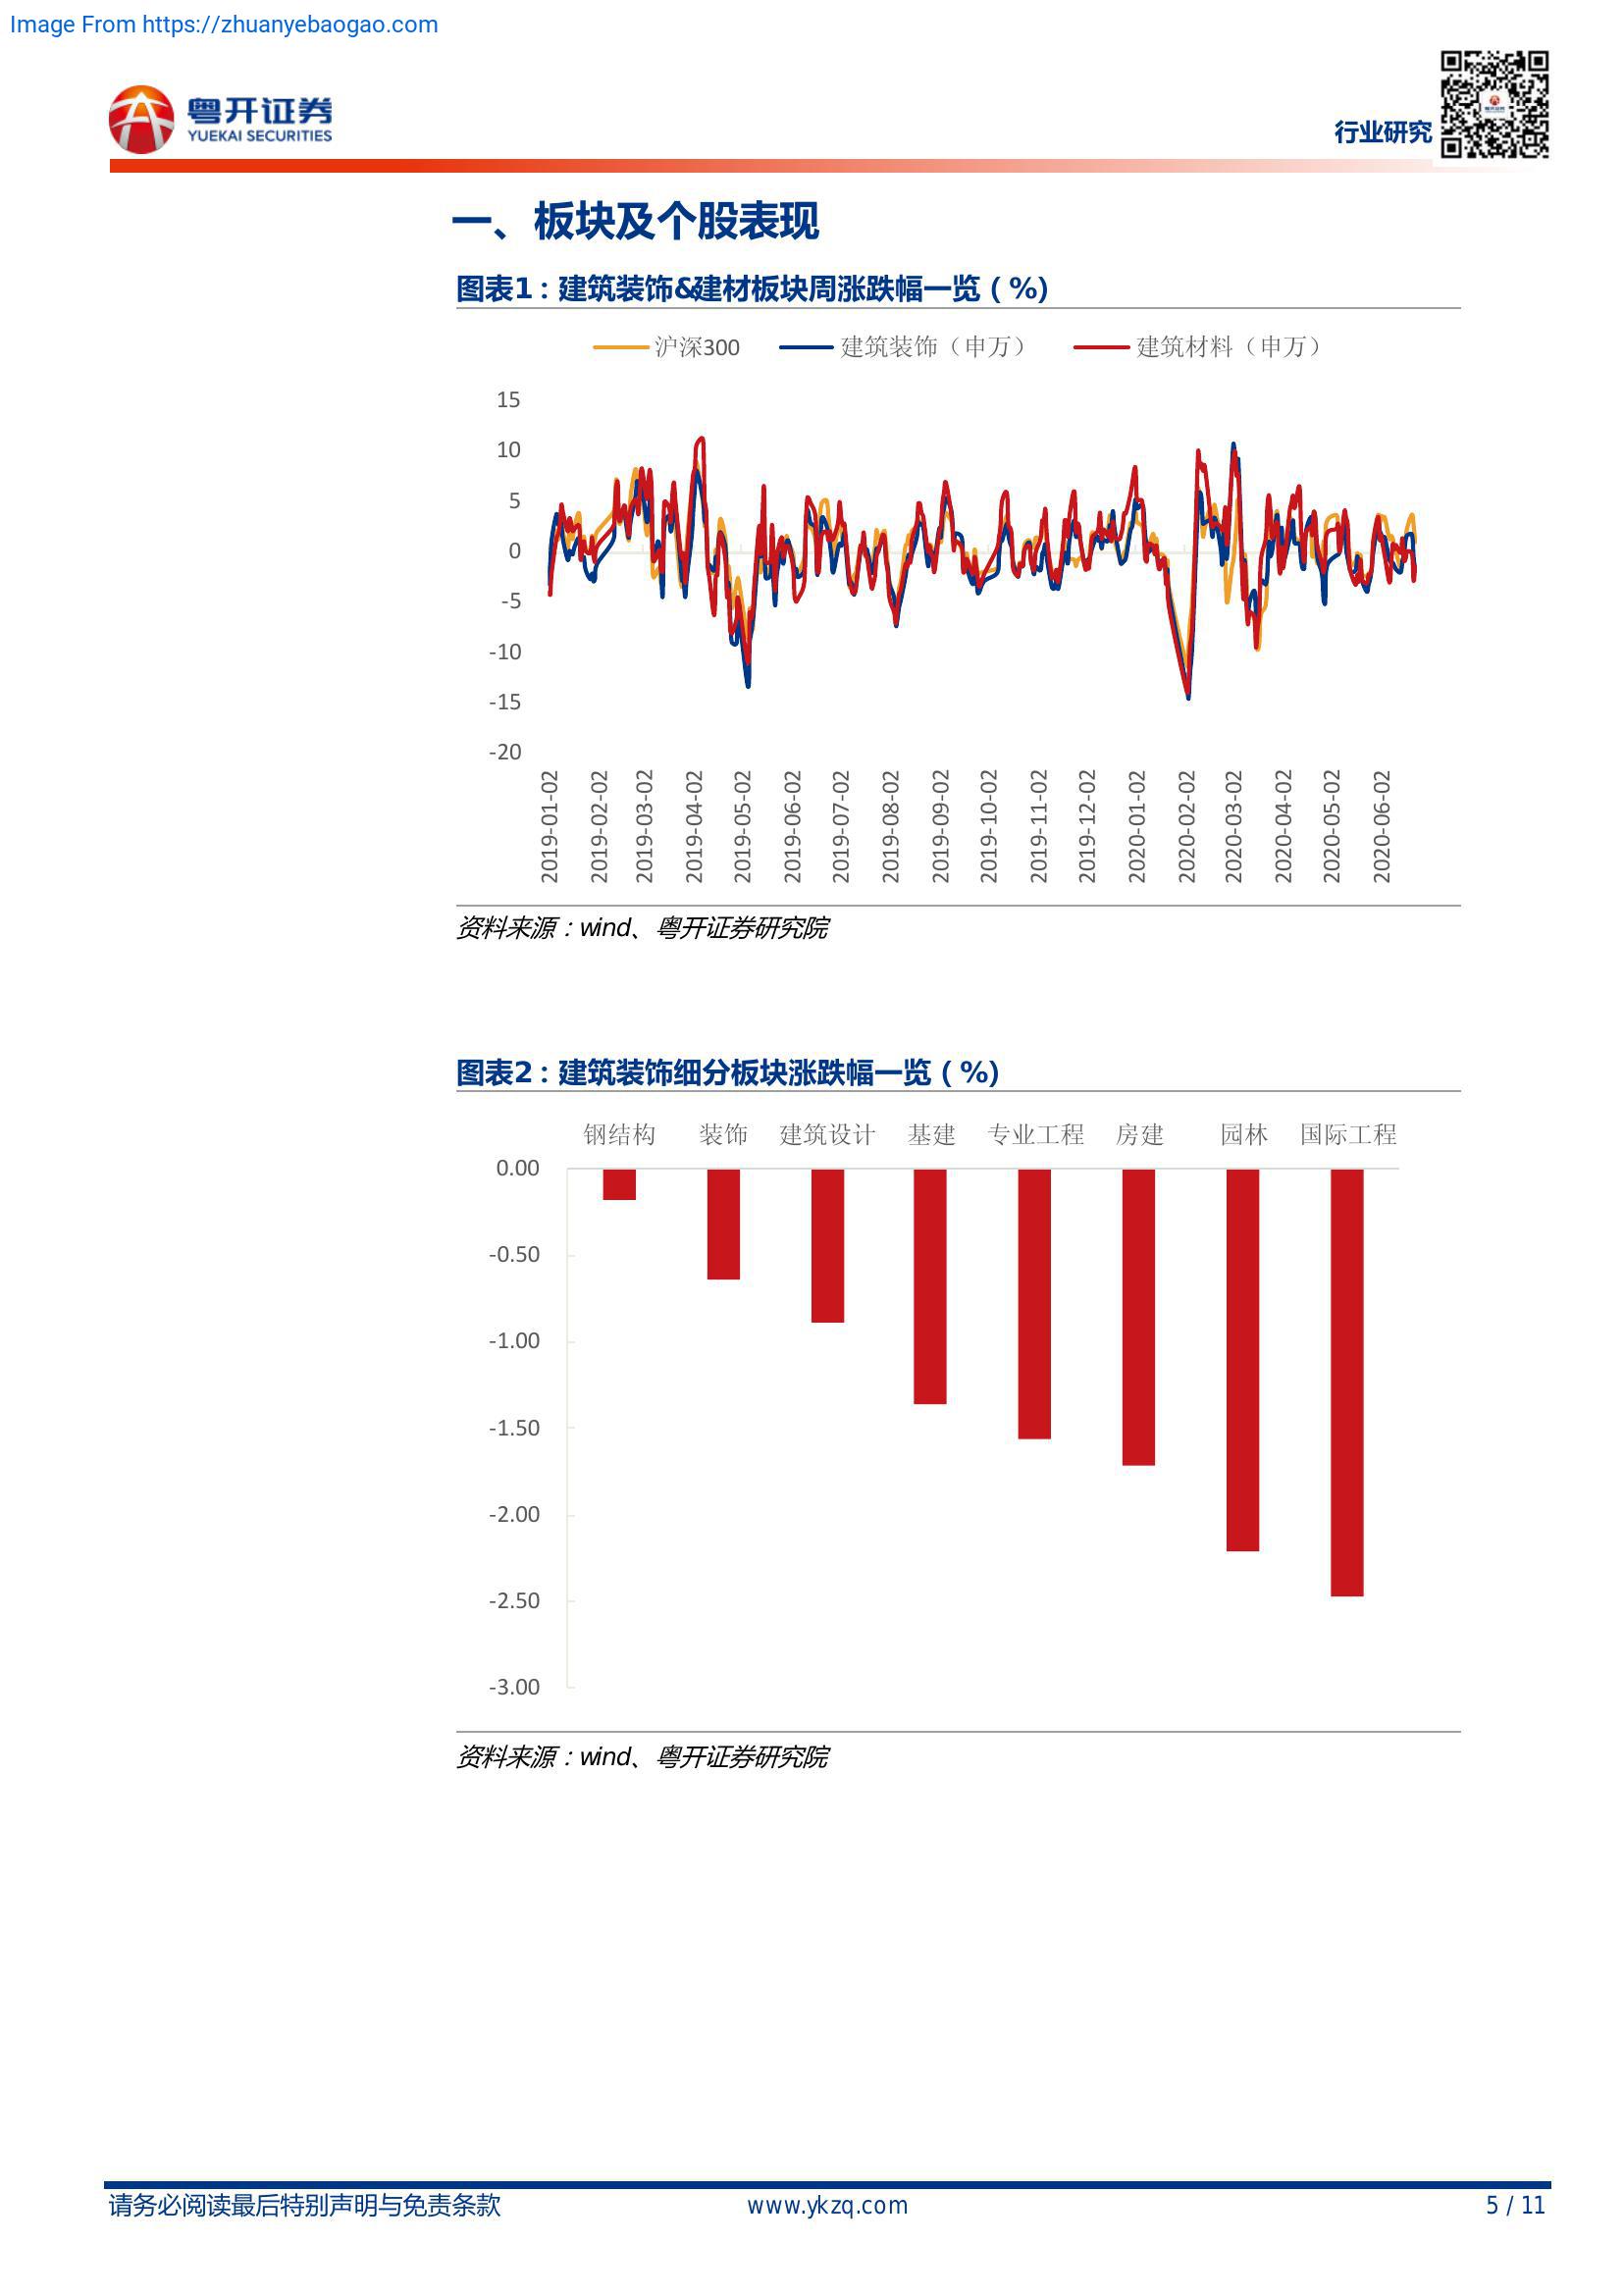 Image From https://zhuanyebaogao.com
粤开证券
YUEKAI SECURITIES
行业研究
一、板块及个股表现
图表1：建筑装饰&建材板块周涨跌幅一览（%）
沪深300 建筑装饰（申万） 建筑材料（申万）
15
10
5
0
-5
-10
-15
-20
2019-01-02
2019-02-02
2019-03-02
2019-04-02
2019-05-02
2019-06-02
2019-07-02
2019-08-02
2019-09-02
2019-10-02
2019-11-02
2019-12-02
2020-01-02
2020-02-02
2020-03-02
2020-04-02
2020-05-02
2020-06-02
资料来源：wind、粤开证券研究院
图表2：建筑装饰细分板块涨跌幅一览（%）
钢结构 装饰 建筑设计 基建 专业工程 房建 园林 国际工程
0.00
-0.50
-1.00
-1.50
-2.00
-2.50
-3.00
资料来源：wind、粤开证券研究院
请务必阅读最后特别声明与免责条款 www.ykzq.com 5 / 11